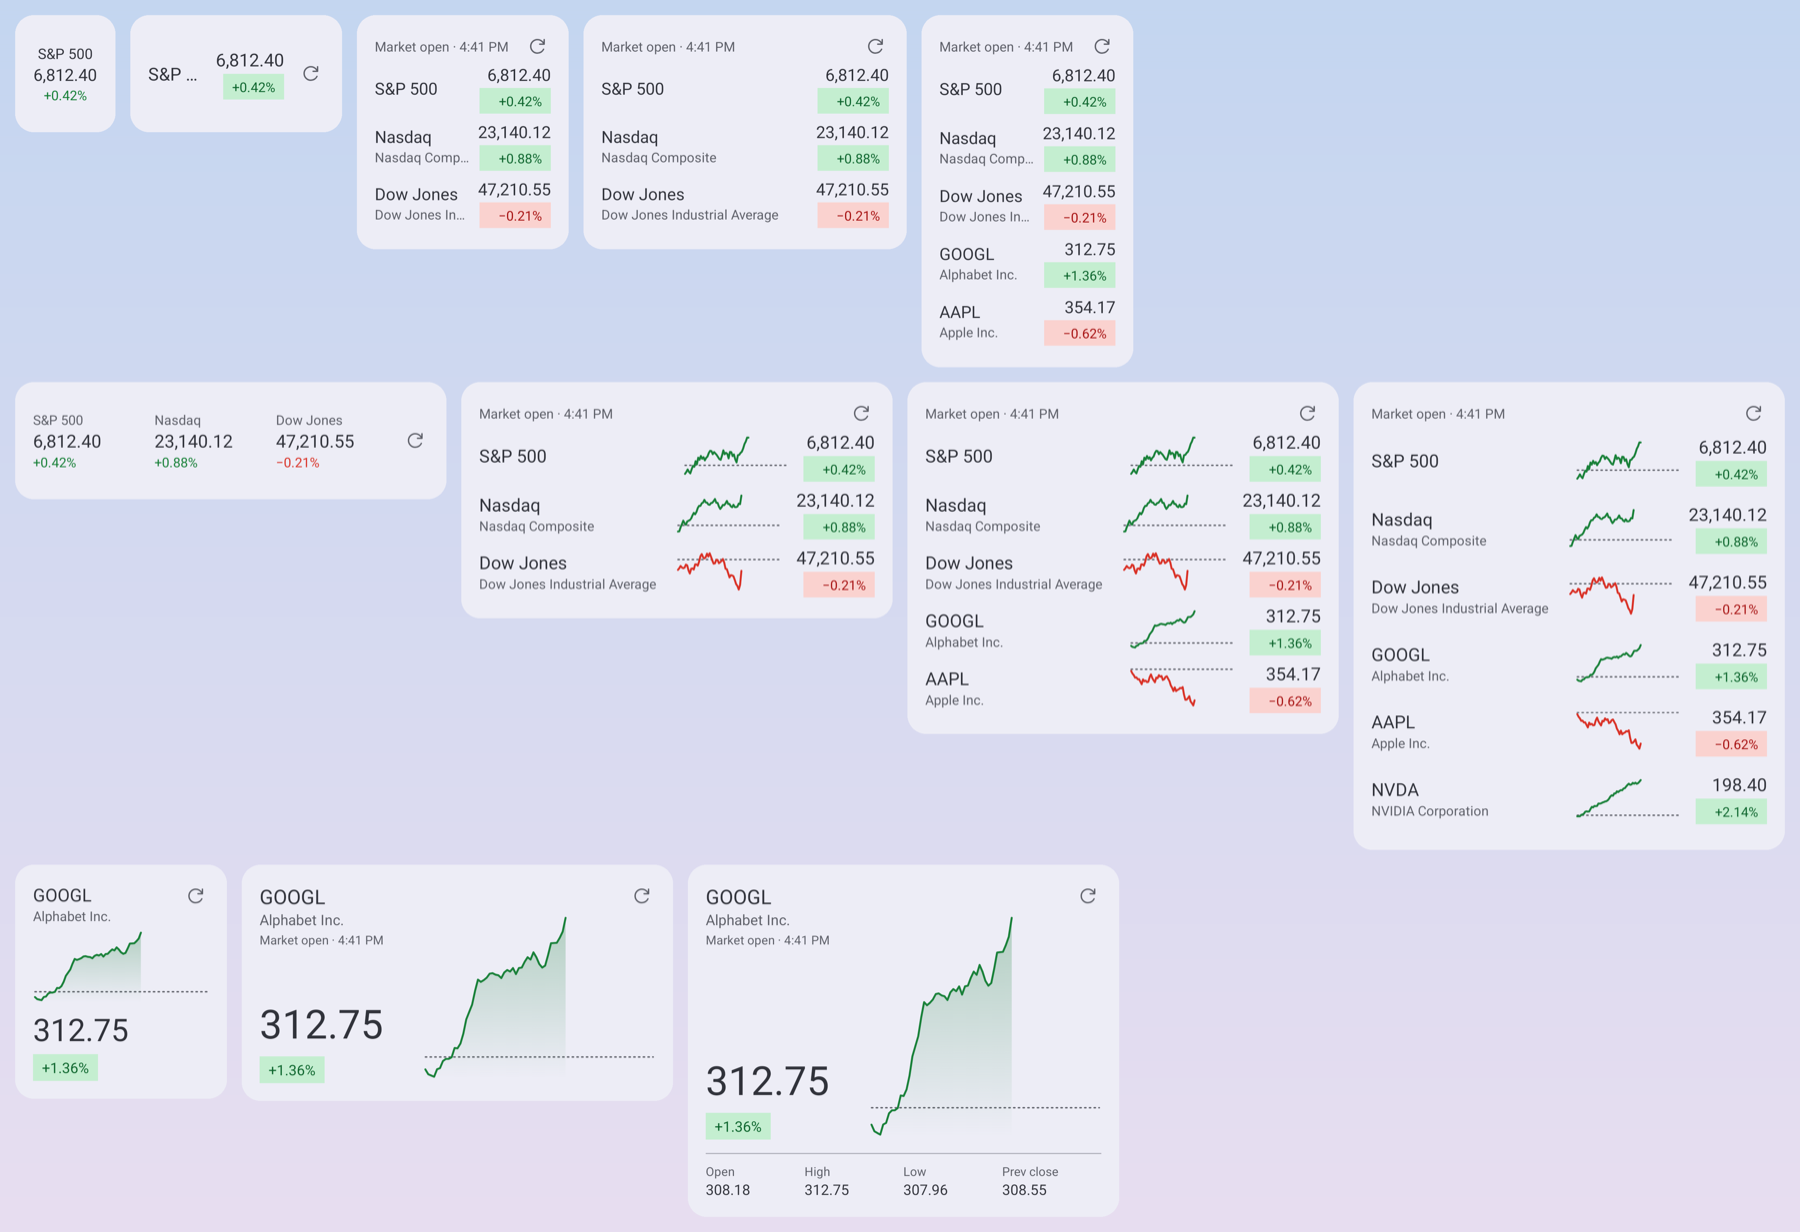 S&P 500
6,812.40
+0.42%
S&P ...
6,812.40
+0.42%
Market open · 4:41 PM
S&P 500
6,812.40
+0.42%
Nasdaq
Nasdaq Comp...
23,140.12
+0.88%
Dow Jones
Dow Jones In...
47,210.55
−0.21%
Market open · 4:41 PM
S&P 500
6,812.40
+0.42%
Nasdaq
Nasdaq Composite
23,140.12
+0.88%
Dow Jones
Dow Jones Industrial Average
47,210.55
−0.21%
Market open · 4:41 PM
S&P 500
6,812.40
+0.42%
Nasdaq
Nasdaq Comp...
23,140.12
+0.88%
Dow Jones
Dow Jones In...
47,210.55
−0.21%
GOOGL
Alphabet Inc.
312.75
+1.36%
AAPL
Apple Inc.
354.17
−0.62%
S&P 500
6,812.40
+0.42%
Nasdaq
23,140.12
+0.88%
Dow Jones
47,210.55
−0.21%
Market open · 4:41 PM
S&P 500
6,812.40
+0.42%
Nasdaq
Nasdaq Composite
23,140.12
+0.88%
Dow Jones
Dow Jones Industrial Average
47,210.55
−0.21%
Market open · 4:41 PM
S&P 500
6,812.40
+0.42%
Nasdaq
Nasdaq Composite
23,140.12
+0.88%
Dow Jones
Dow Jones Industrial Average
47,210.55
−0.21%
GOOGL
Alphabet Inc.
312.75
+1.36%
AAPL
Apple Inc.
354.17
−0.62%
Market open · 4:41 PM
S&P 500
6,812.40
+0.42%
Nasdaq
Nasdaq Composite
23,140.12
+0.88%
Dow Jones
Dow Jones Industrial Average
47,210.55
−0.21%
GOOGL
Alphabet Inc.
312.75
+1.36%
AAPL
Apple Inc.
354.17
−0.62%
NVDA
NVIDIA Corporation
198.40
+2.14%
GOOGL
Alphabet Inc.
312.75
+1.36%
GOOGL
Alphabet Inc.
Market open · 4:41 PM
312.75
+1.36%
GOOGL
Alphabet Inc.
Market open · 4:41 PM
312.75
+1.36%
Open
308.18
High
312.75
Low
307.96
Prev close
308.55